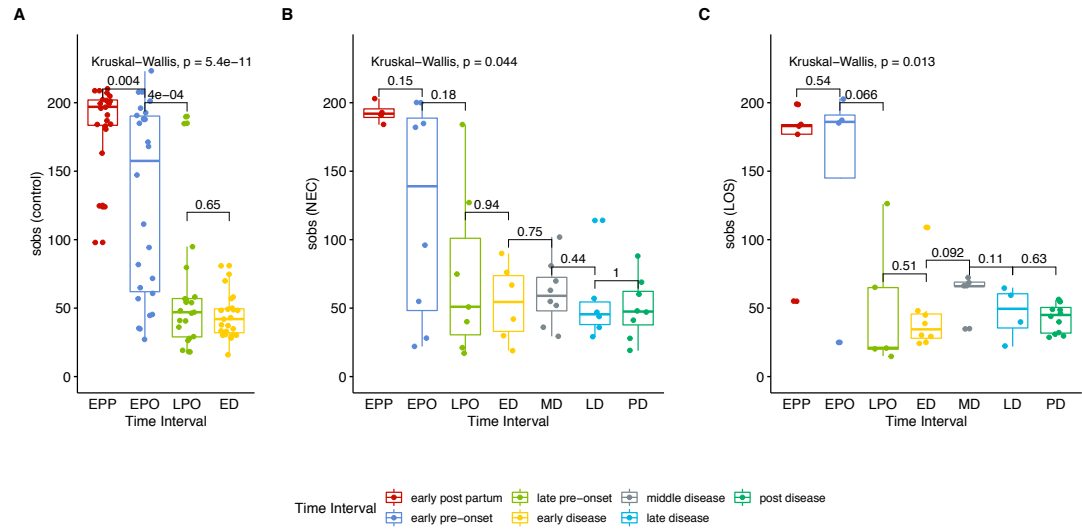 A
Kruskal−Wallis, p = 5.4e−11
0.004
4e−04
0.65
200
150
100
50
0
sobs (control)
EPP EPO LPO ED
Time Interval
B
Kruskal−Wallis, p = 0.044
0.15
0.18
0.94
0.75
0.44
1
200
150
100
50
0
sobs (NEC)
EPP EPO LPO ED MD LD PD
Time Interval
C
Kruskal−Wallis, p = 0.013
0.54
0.066
0.51
0.092
0.11
0.63
200
150
100
50
0
sobs (LOS)
EPP EPO LPO ED MD LD PD
Time Interval
Time Interval
early post partum late pre−onset middle disease post disease
early pre−onset early disease late disease